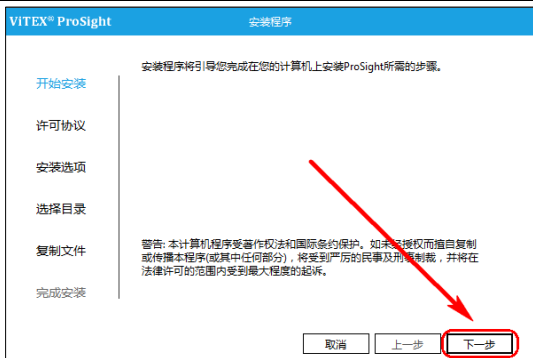 ViTEX® ProSight 安装程序
安装程序将引导您完成在您的计算机上安装ProSight所需的步骤。
开始安装
许可协议
安装选项
选择目录
复制文件
完成安装
警告: 本计算机程序受著作权法和国际条约保护。如未经授权而擅自复制
或传播本程序(或其中任何部分)，将受到严厉的民事及刑事制裁，并将在
法律许可的范围内受到最大程度的起诉。
取消 上一步 下一步